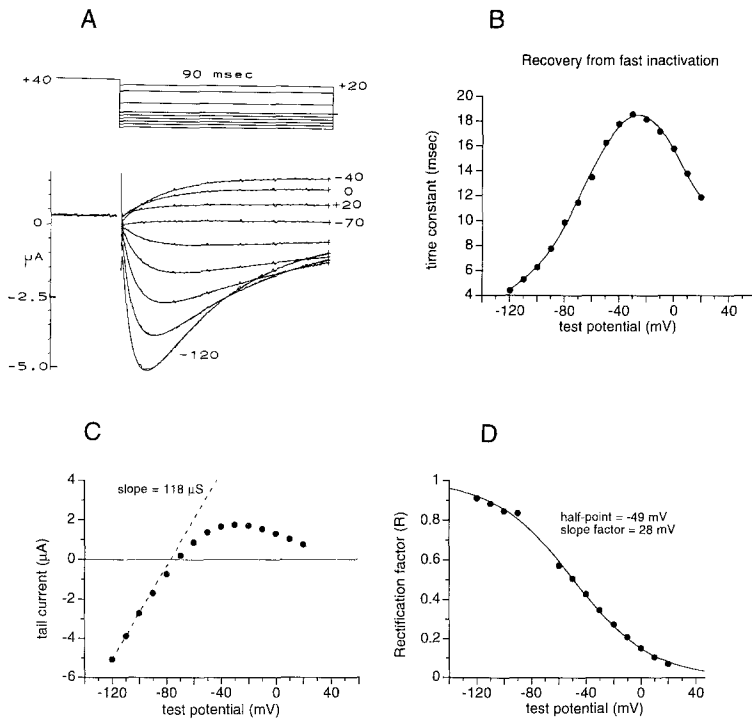 A
90 msec
+40
+20
-40
0
+20
-70
0
μA
-2.5
-120
-5.0
B
Recovery from fast inactivation
time constant (msec)
20
18
16
14
12
10
8
6
4
-120
-80
-40
0
test potential (mV)
C
slope = 118 μS
tail current (μA)
4
2
0
-2
-4
-6
-120
-80
-40
0
40
test potential (mV)
D
half-point = -49 mV
slope factor = 28 mV
Rectification factor (R)
1
0.8
0.6
0.4
0.2
0
-120
-80
-40
0
40
test potential (mV)